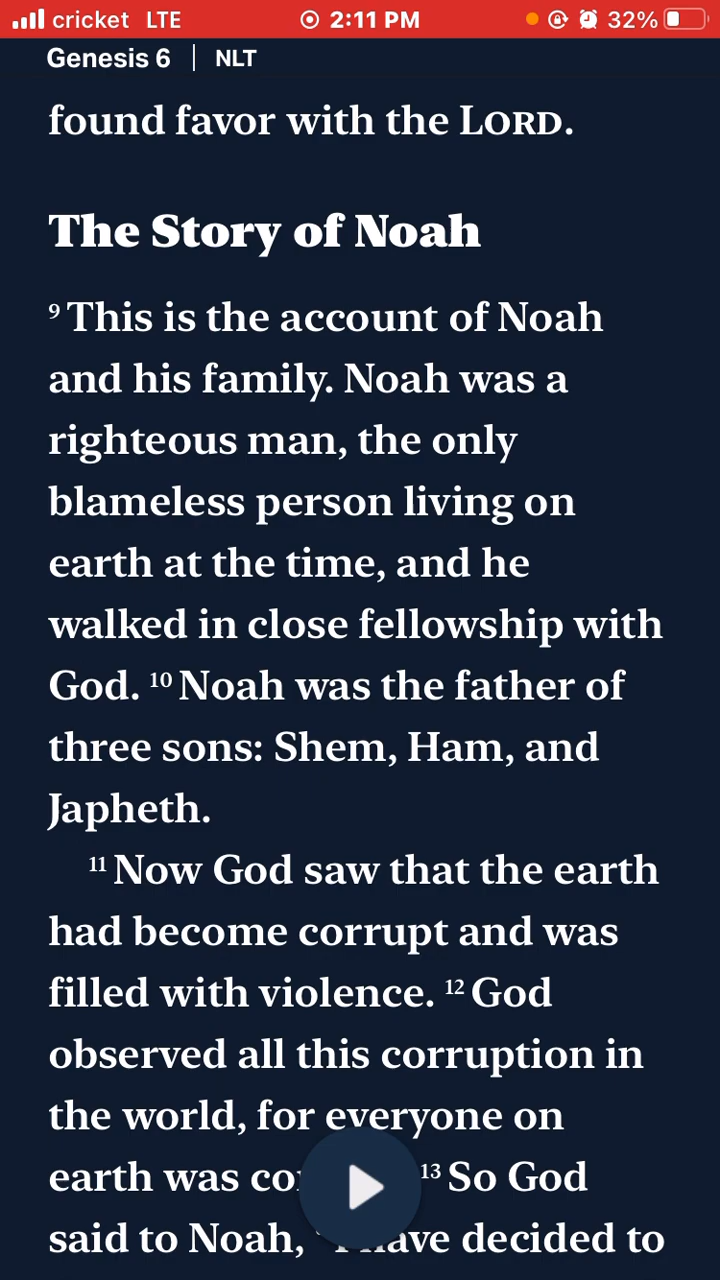 cricket LTE 2:11 PM 32%
Genesis 6 | NLT
found favor with the LORD.
The Story of Noah
9 This is the account of Noah
and his family. Noah was a
righteous man, the only
blameless person living on
earth at the time, and he
walked in close fellowship with
God. 10 Noah was the father of
three sons: Shem, Ham, and
Japheth.
11 Now God saw that the earth
had become corrupt and was
filled with violence. 12 God
observed all this corruption in
the world, for everyone on
earth was 13 So God
said to Noah, have decided to